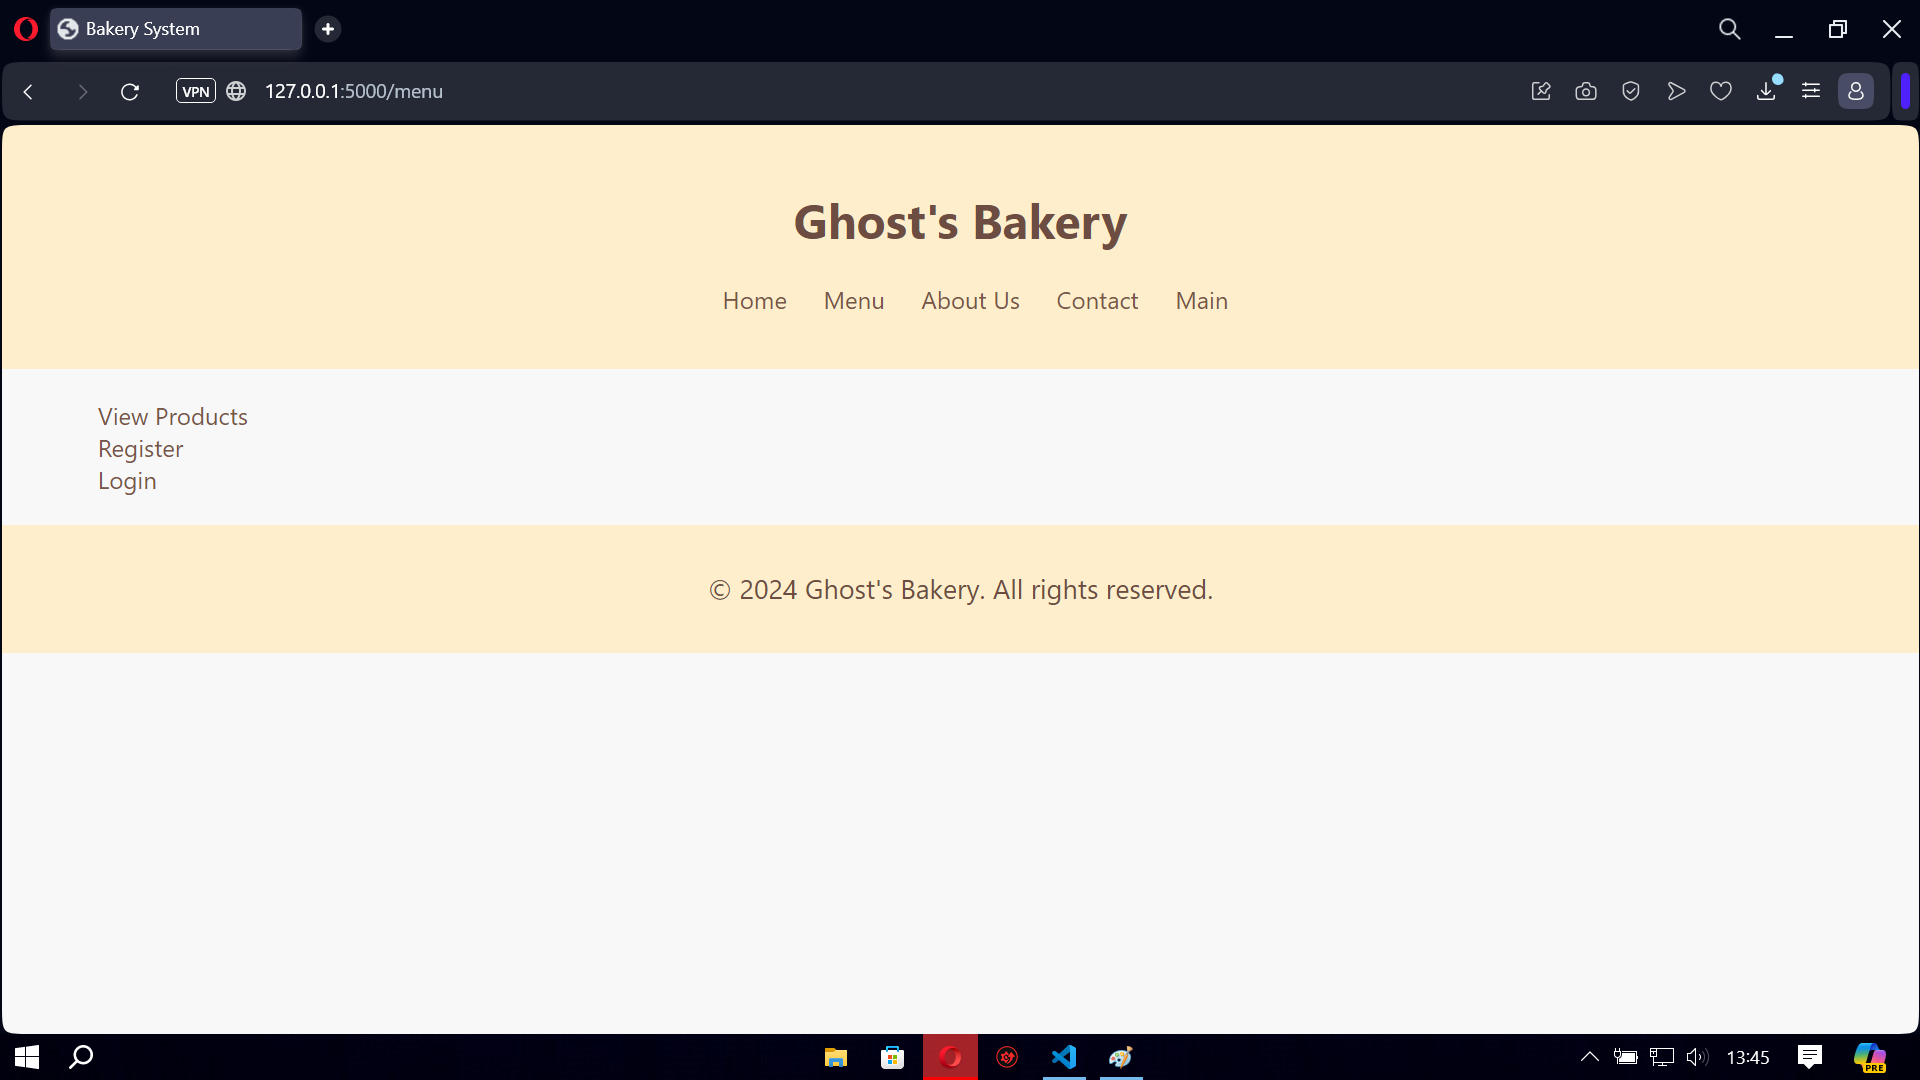 Bakery System
VPN
127.0.0.1:5000/menu
Ghost's Bakery
Home Menu About Us Contact Main
View Products
Register
Login
© 2024 Ghost's Bakery. All rights reserved.
13:45
PRE